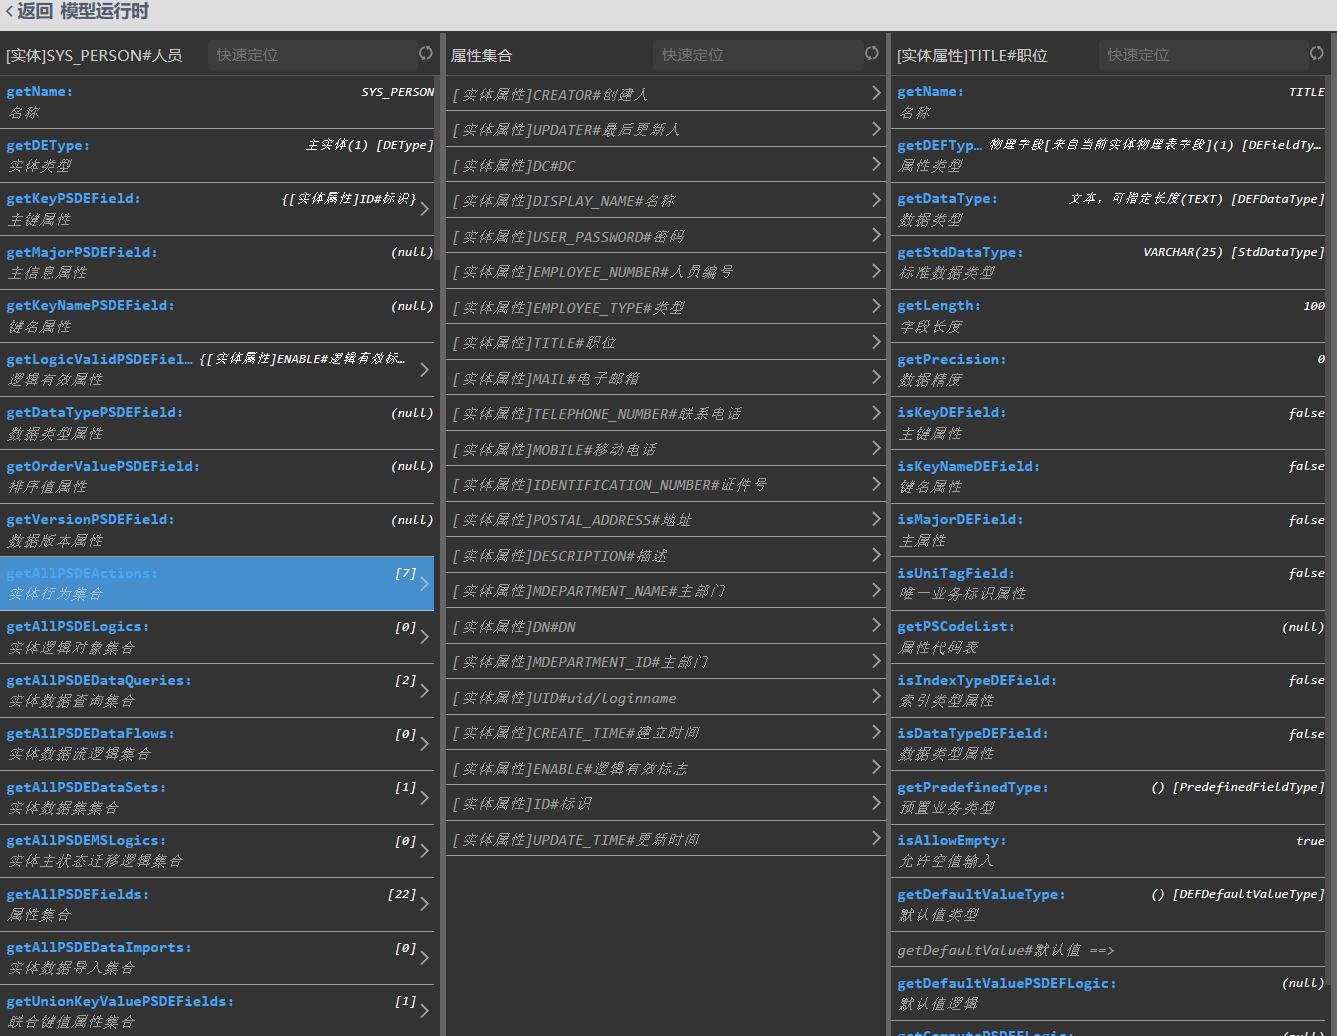 返回 模型运行时
[实体]SYS_PERSON#人员
快速定位
getName:
SYS_PERSON
名称
getDEType:
主实体(1) [DEType]
实体类型
getKeyPSDEField:
{[实体属性]ID#标识}
主键属性
getMajorPSDEField:
(null)
主信息属性
getKeyNamePSDEField:
(null)
键名属性
getLogicValidPSDEFiel…
{[实体属性]ENABLE#逻辑有效标…
逻辑有效属性
getDataTypePSDEField:
(null)
数据类型属性
getOrderValuePSDEField:
(null)
排序值属性
getVersionPSDEField:
(null)
数据版本属性
getAllPSDEActions:
[7]
实体行为集合
getAllPSDELogics:
[0]
实体逻辑对象集合
getAllPSDEDataQueries:
[2]
实体数据查询集合
getAllPSDEDataFlows:
[0]
实体数据流逻辑集合
getAllPSDEDataSets:
[1]
实体数据集集合
getAllPSDEMSLogics:
[0]
实体主状态迁移逻辑集合
getAllPSDEFields:
[22]
属性集合
getAllPSDEDataImports:
[0]
实体数据导入集合
getUnionKeyValuePSDEFields:
[1]
联合键值属性集合
属性集合
快速定位
[实体属性]CREATOR#创建人
[实体属性]UPDATER#最后更新人
[实体属性]DC#DC
[实体属性]DISPLAY_NAME#名称
[实体属性]USER_PASSWORD#密码
[实体属性]EMPLOYEE_NUMBER#人员编号
[实体属性]EMPLOYEE_TYPE#类型
[实体属性]TITLE#职位
[实体属性]MAIL#电子邮箱
[实体属性]TELEPHONE_NUMBER#联系电话
[实体属性]MOBILE#移动电话
[实体属性]IDENTIFICATION_NUMBER#证件号
[实体属性]POSTAL_ADDRESS#地址
[实体属性]DESCRIPTION#描述
[实体属性]MDEPARTMENT_NAME#主部门
[实体属性]DN#DN
[实体属性]MDEPARTMENT_ID#主部门
[实体属性]UID#uid/loginname
[实体属性]CREATE_TIME#建立时间
[实体属性]ENABLE#逻辑有效标志
[实体属性]ID#标识
[实体属性]UPDATE_TIME#更新时间
[实体属性]TITLE#职位
快速定位
getName:
TITLE
名称
getDEFTyp…
物理字段[来自当前实体物理表字段](1) [DEFieldTy…
属性类型
getDataType:
文本，可指定长度(TEXT) [DEFDataType]
数据类型
getStdDataType:
VARCHAR(25) [StdDataType]
标准数据类型
getLength:
100
字段长度
getPrecision:
0
数据精度
isKeyDEField:
false
主键属性
isKeyNameDEField:
false
键名属性
isMajorDEField:
false
主属性
isUniTagField:
false
唯一业务标识属性
getPSCodeList:
(null)
属性代码表
isIndexTypeDEField:
false
索引类型属性
isDataTypeDEField:
false
数据类型属性
getPredefinedType:
() [PredefinedFieldType]
预置业务类型
isAllowEmpty:
true
允许空值输入
getDefaultValueType:
() [DEFDefaultValueType]
默认值类型
getDefaultValue#默认值 ==>
getDefaultValuePSDEFLogic:
(null)
默认值逻辑